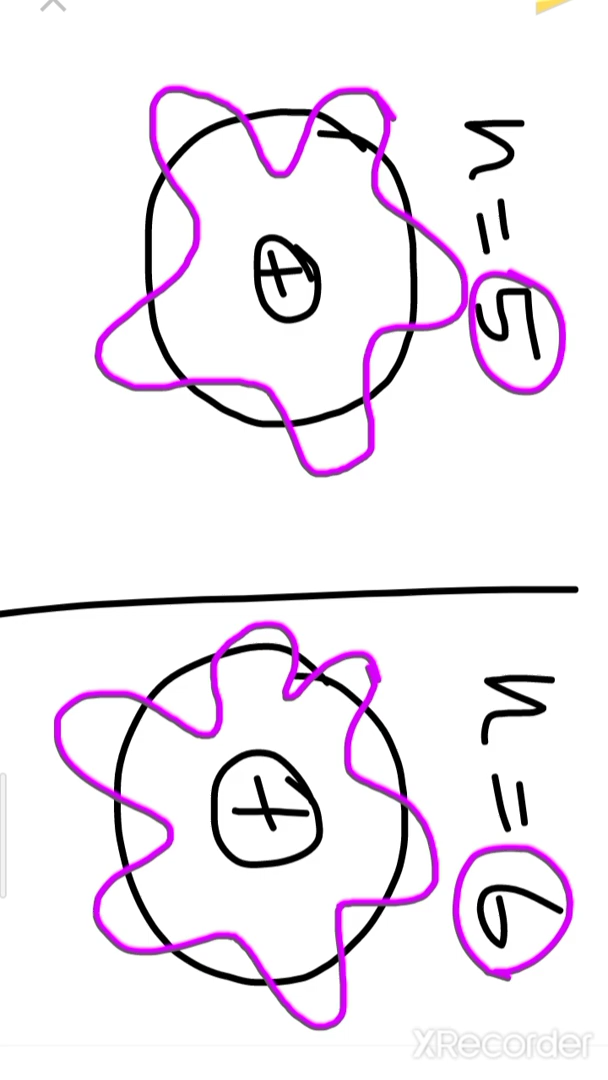 n = 5
+
n = 6
+
XRecorder